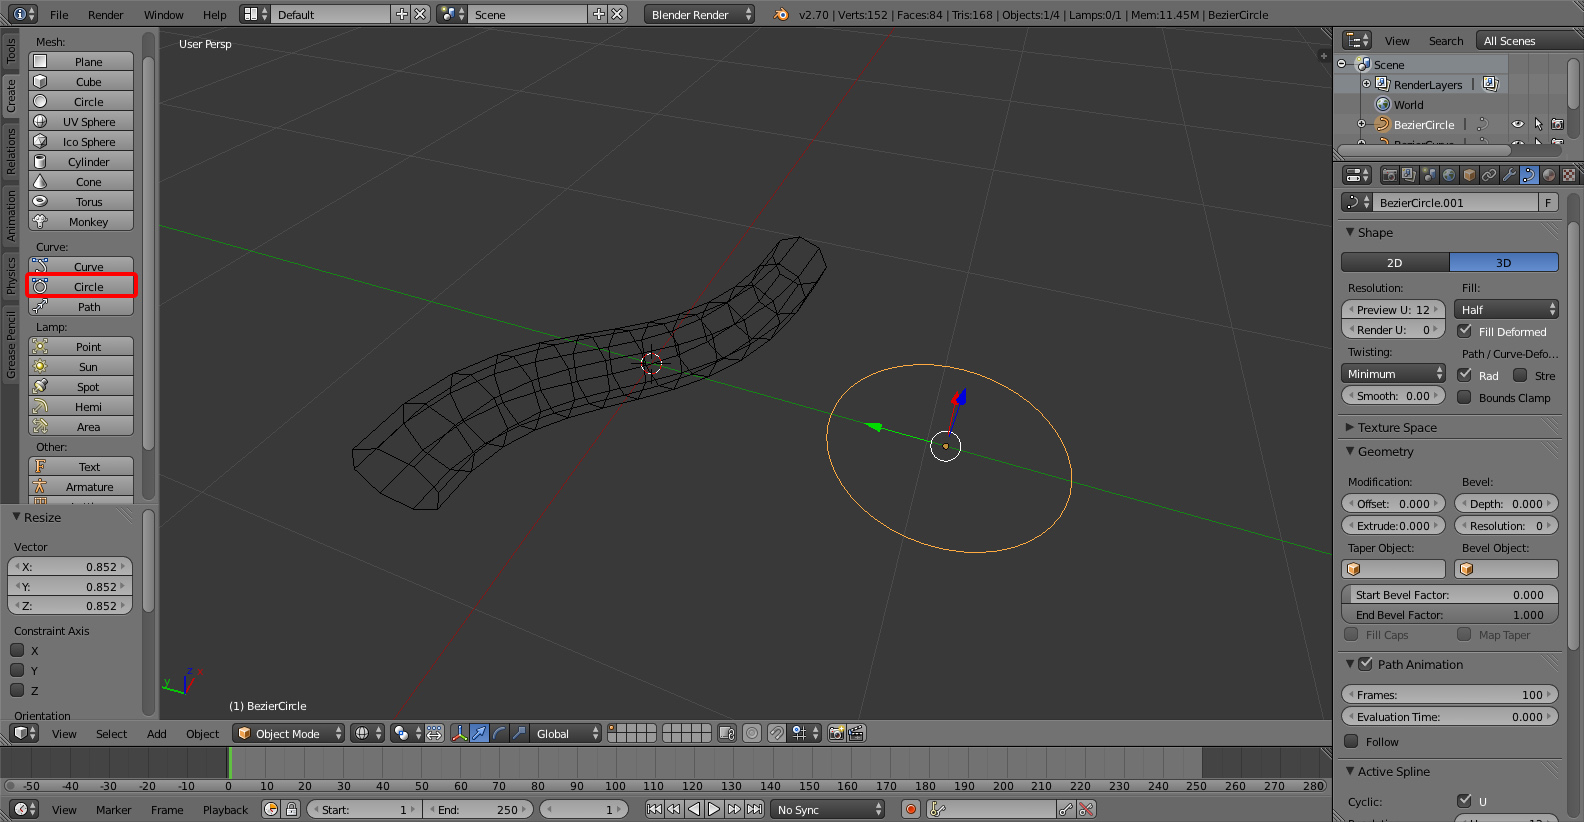 File Render Window Help Default Scene Blender Render v2.70 | Verts:152 | Faces:84 | Tris:168 | Objects:1/4 | Lamps:0/1 | Mem:11.45M | BezierCircle
Tools
Create
Relations
Animation
Physics
Grease Pencil
Mesh:
Plane
Cube
Circle
UV Sphere
Ico Sphere
Cylinder
Cone
Torus
Monkey
Curve:
Curve
Circle
Path
Lamp:
Point
Sun
Spot
Hemi
Area
Other:
Text
Armature
Resize
Vector
X: 0.852
Y: 0.852
Z: 0.852
Constraint Axis
X
Y
Z
Orientation
User Persp
z
x
y
(1) BezierCircle
View Select Add Object Object Mode Global
-50 -40 -30 -20 -10 0 10 20 30 40 50 60 70 80 90 100 110 120 130 140 150 160 170 180 190 200 210 220 230 240 250 260 270 280
View Marker Frame Playback Start: 1 End: 250 1 No Sync
View Search All Scenes
Scene
RenderLayers |
World
BezierCircle |
BezierCurve
BezierCircle.001 F
Shape
2D 3D
Resolution: Fill:
Preview U: 12 Half
Render U: 0 Fill Deformed
Twisting: Path / Curve-Defo...
Minimum Rad Stre
Smooth: 0.00 Bounds Clamp
Texture Space
Geometry
Modification: Bevel:
Offset: 0.000 Depth: 0.000
Extrude:0.000 Resolution: 0
Taper Object: Bevel Object:
Start Bevel Factor: 0.000
End Bevel Factor: 1.000
Fill Caps Map Taper
Path Animation
Frames: 100
Evaluation Time: 0.000
Follow
Active Spline
Cyclic: U